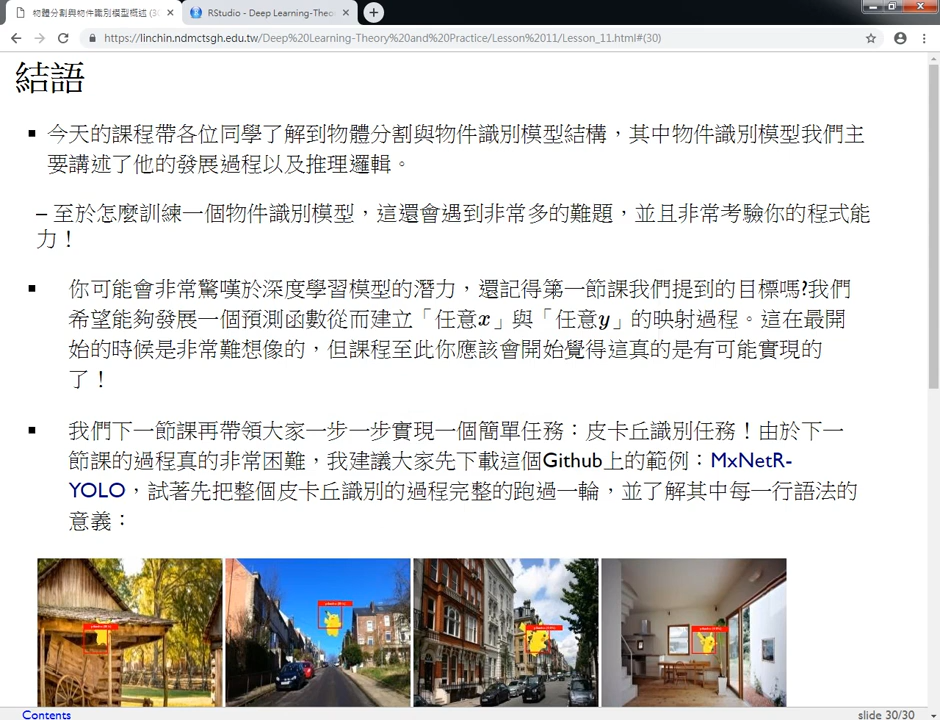 物體分割與物件識別模型概述 (30
RStudio - Deep Learning-Theo
https://linchin.ndmctsgh.edu.tw/Deep%20Learning-Theory%20and%20Practice/Lesson%2011/Lesson_11.html#(30)
結語
今天的課程帶各位同學了解到物體分割與物件識別模型結構，其中物件識別模型我們主
要講述了他的發展過程以及推理邏輯。
– 至於怎麼訓練一個物件識別模型，這還會遇到非常多的難題，並且非常考驗你的程式能
力！
你可能會非常驚嘆於深度學習模型的潛力，還記得第一節課我們提到的目標嗎?我們
希望能夠發展一個預測函數從而建立「任意x」與「任意y」的映射過程。這在最開
始的時候是非常難想像的，但課程至此你應該會開始覺得這真的是有可能實現的
了！
我們下一節課再帶領大家一步一步實現一個簡單任務：皮卡丘識別任務！由於下一
節課的過程真的非常困難，我建議大家先下載這個Github上的範例：MxNetR-
YOLO，試著先把整個皮卡丘識別的過程完整的跑過一輪，並了解其中每一行語法的
意義：
Contents
slide 30/30